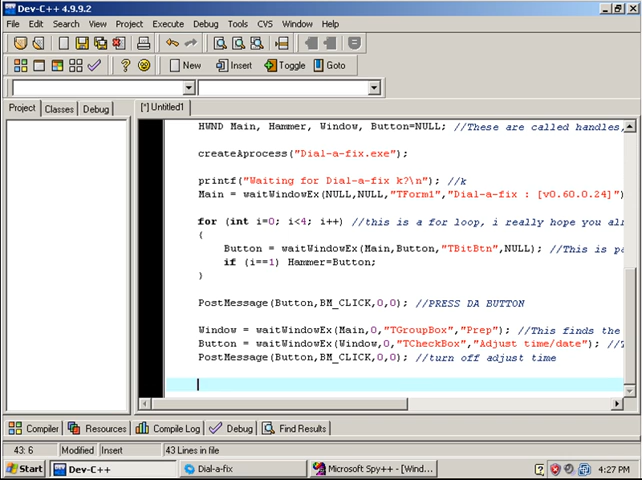 Dev-C++ 4.9.9.2
File Edit Search View Project Execute Debug Tools CVS Window Help
New Insert Toggle Goto
Project Classes Debug [*] Untitled1
HWND Main, Hammer, Window, Button=NULL; //These are called handles,
createAprocess("Dial-a-fix.exe");
printf("Waiting for Dial-a-fix k?\n"); //k
Main = waitWindowEx(NULL,NULL,"TForm1","Dial-a-fix : [v0.60.0.24]")
for (int i=0; i<4; i++) //this is a for loop, i really hope you al
{
Button = waitWindowEx(Main,Button,"TBitBtn",NULL); //This is p
if (i==1) Hammer=Button;
}
PostMessage(Button,BM_CLICK,0,0); //PRESS DA BUTTON
Window = waitWindowEx(Main,0,"TGroupBox","Prep"); //This finds the
Button = waitWindowEx(Window,0,"TCheckBox","Adjust time/date"); //T
PostMessage(Button,BM_CLICK,0,0); //turn off adjust time
Compiler Resources Compile Log Debug Find Results
43: 6 Modified Insert 43 Lines in file
Start Dev-C++ Dial-a-fix Microsoft Spy++ - [Wind... 4:27 PM